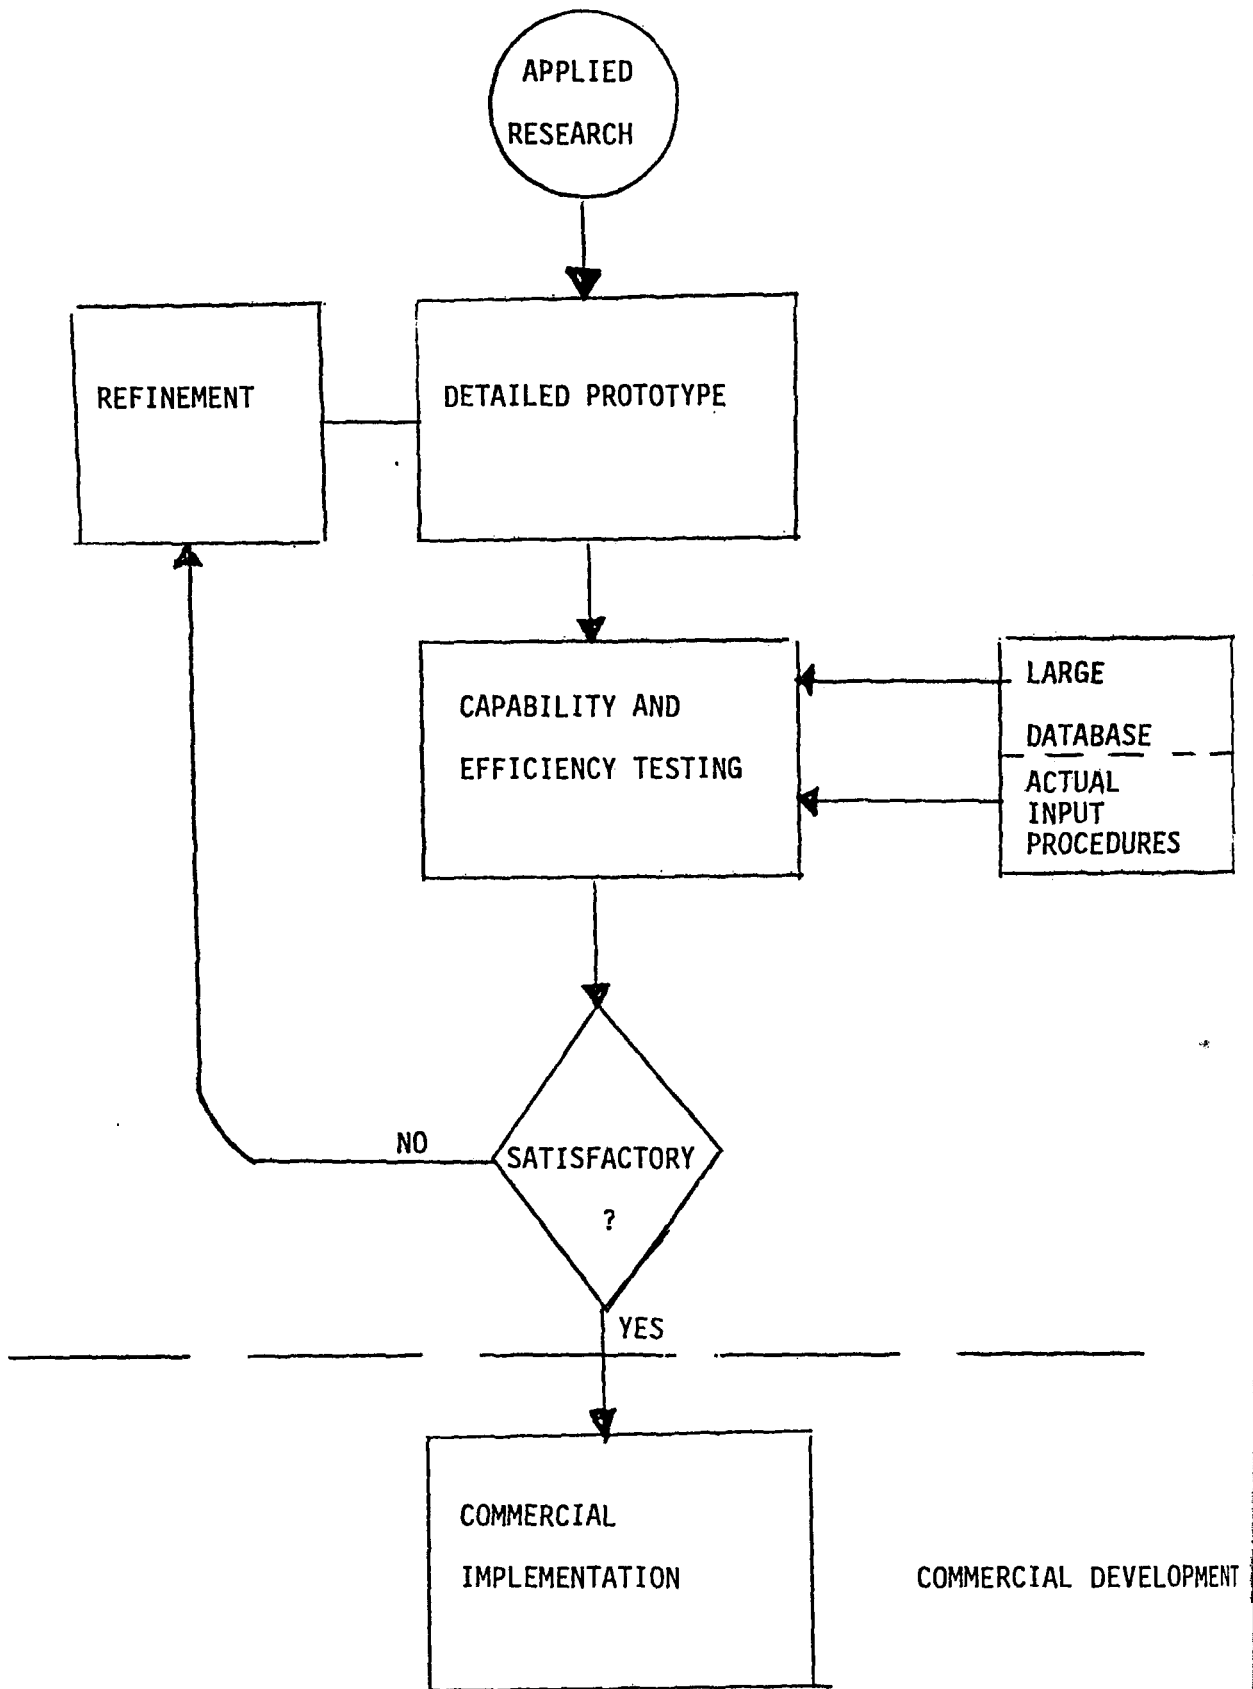 APPLIED
RESEARCH
REFINEMENT
DETAILED PROTOTYPE
CAPABILITY AND
EFFICIENCY TESTING
LARGE
DATABASE
ACTUAL
INPUT
PROCEDURES
NO
SATISFACTORY
?
YES
COMMERCIAL
IMPLEMENTATION
COMMERCIAL DEVELOPMENT